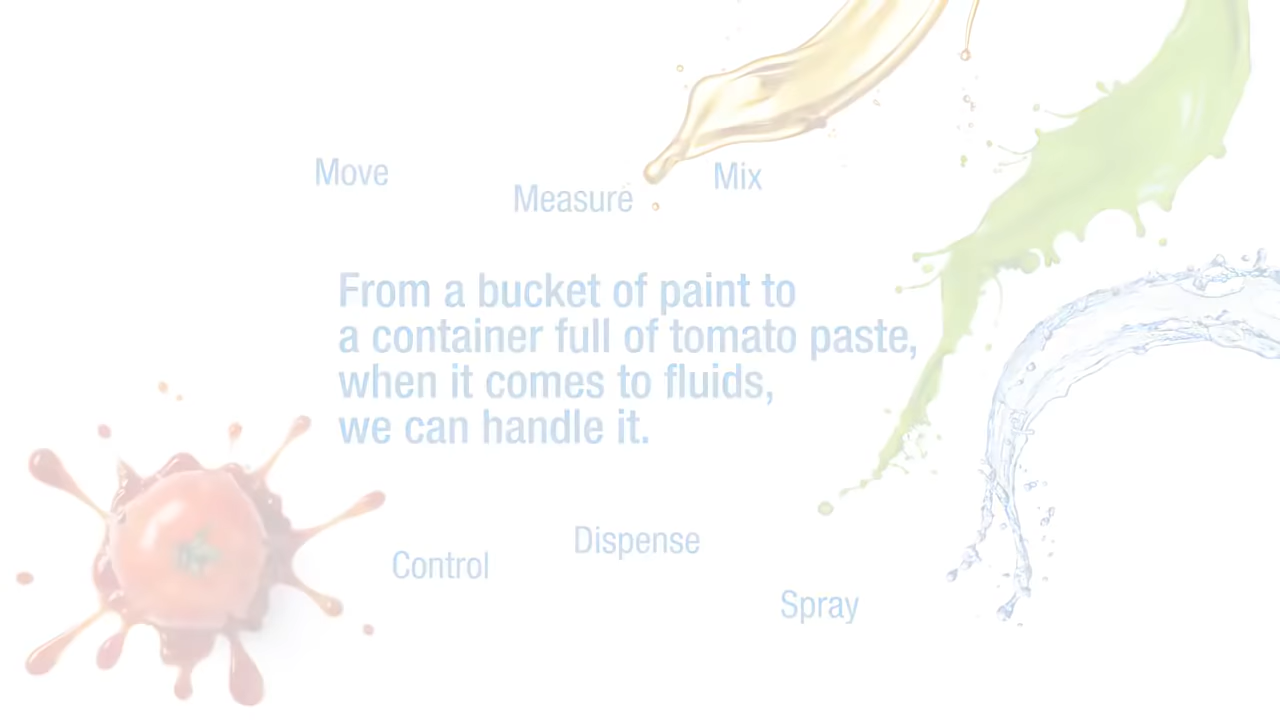 Move
Measure
Mix
From a bucket of paint to
a container full of tomato paste,
when it comes to fluids,
we can handle it.
Control
Dispense
Spray